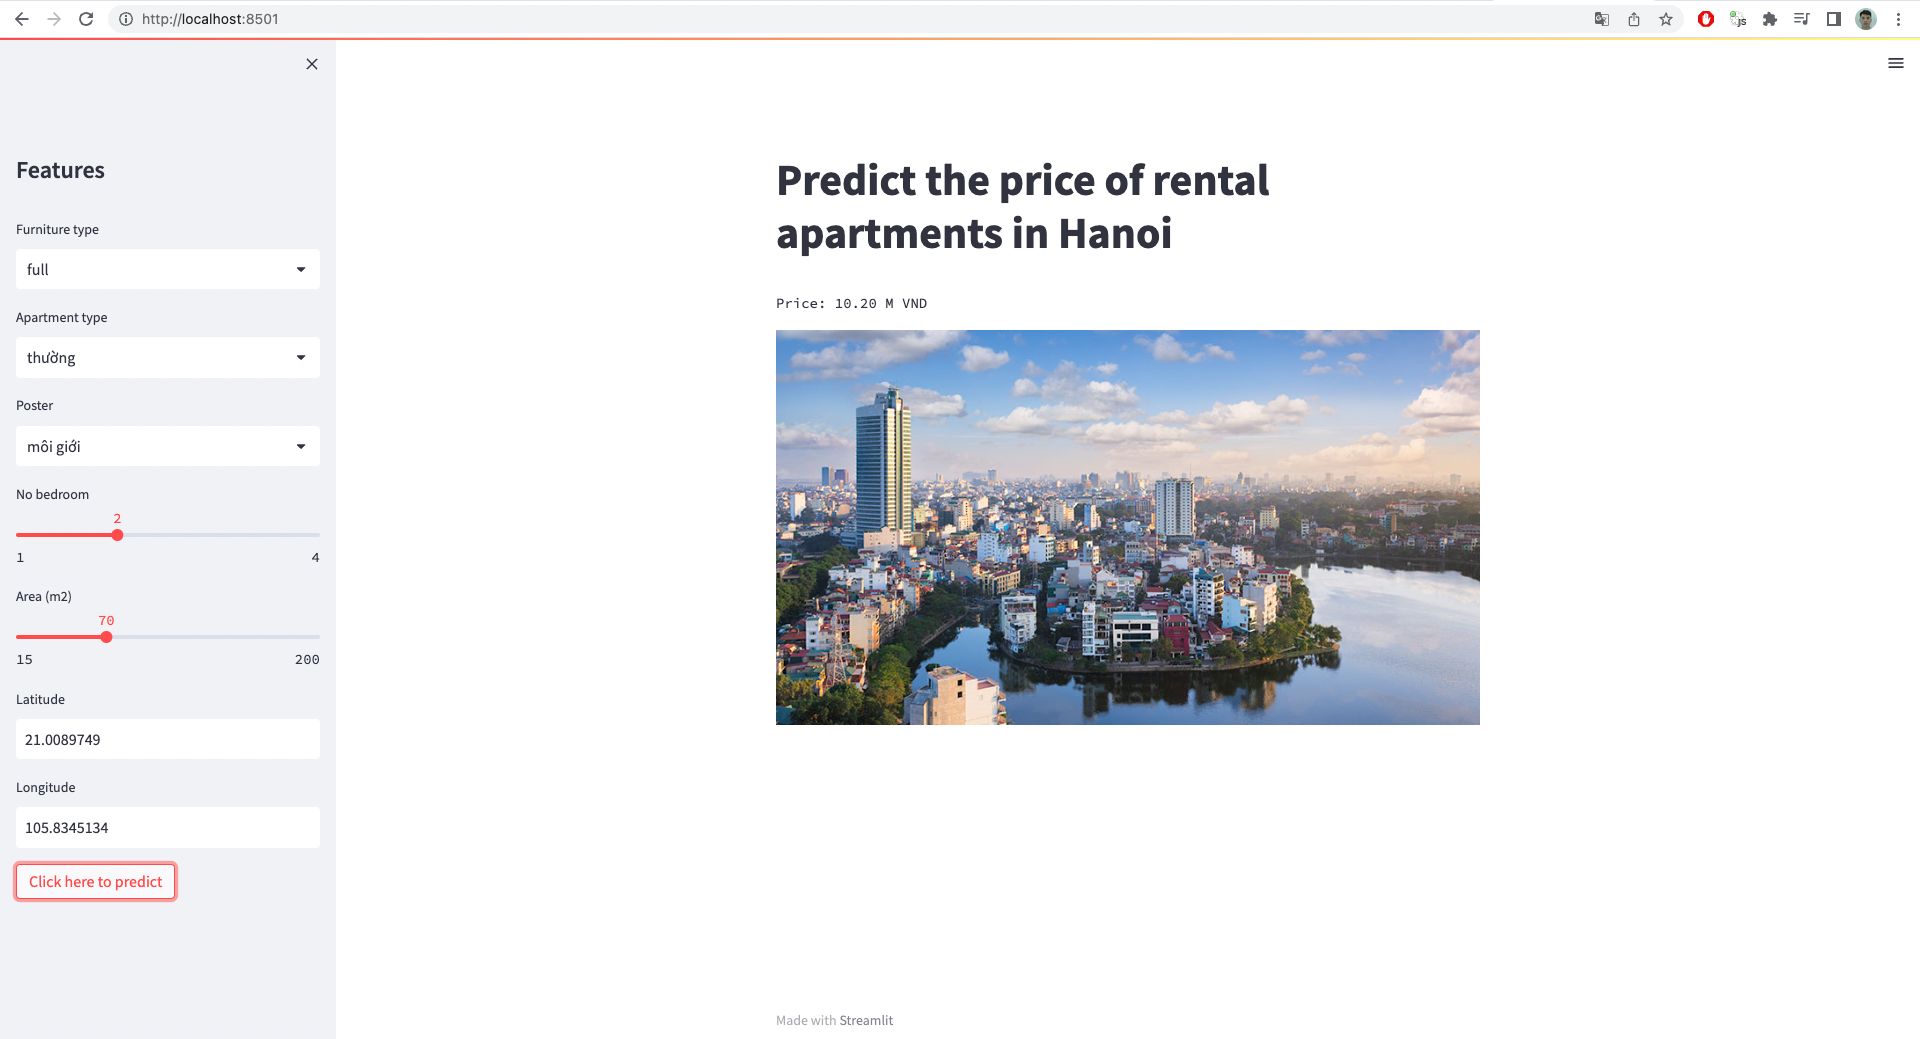 http://localhost:8501
JS
Features
Furniture type
full
Apartment type
thường
Poster
môi giới
No bedroom
2
1 4
Area (m2)
70
15 200
Latitude
21.0089749
Longitude
105.8345134
Click here to predict
Predict the price of rental
apartments in Hanoi
Price: 10.20 M VND
Made with Streamlit